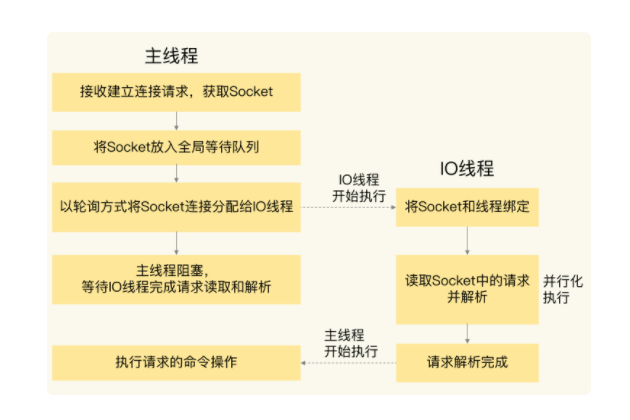 主线程
接收建立连接请求，获取Socket
将Socket放入全局等待队列
以轮询方式将Socket连接分配给IO线程
主线程阻塞，
等待IO线程完成请求读取和解析
执行请求的命令操作
IO线程
开始执行
主线程
开始执行
IO线程
将Socket和线程绑定
读取Socket中的请求
并解析
并行化
执行
请求解析完成